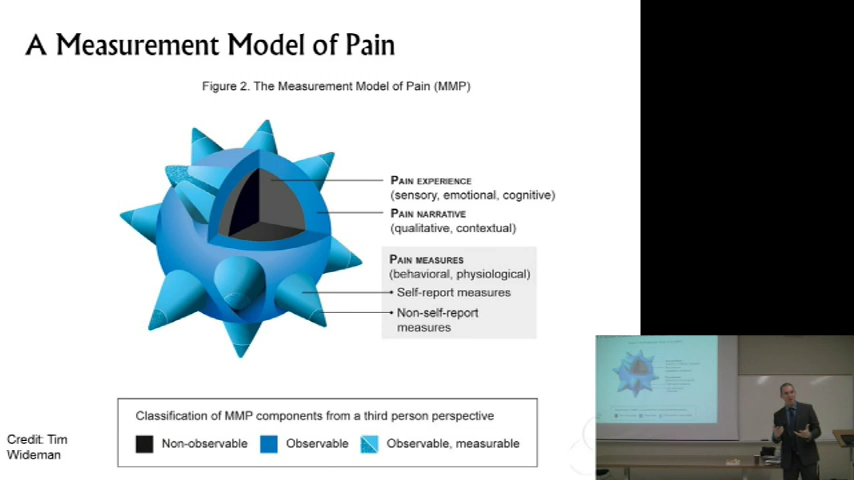 A Measurement Model of Pain
Figure 2. The Measurement Model of Pain (MMP)
PAIN EXPERIENCE
(sensory, emotional, cognitive)
PAIN NARRATIVE
(qualitative, contextual)
PAIN MEASURES
(behavioral, physiological)
• Self-report measures
• Non-self-report
measures
Classification of MMP components from a third person perspective
Non-observable
Observable
Observable, measurable
Credit: Tim
Wideman